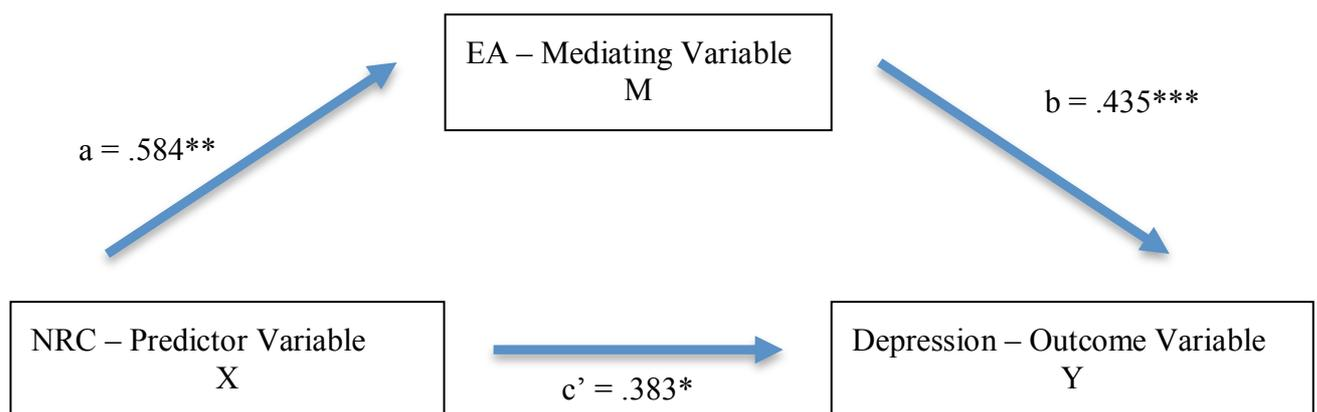 EA – Mediating Variable
M
b = .435***
a = .584**
NRC – Predictor Variable
X
c’ = .383*
Depression – Outcome Variable
Y